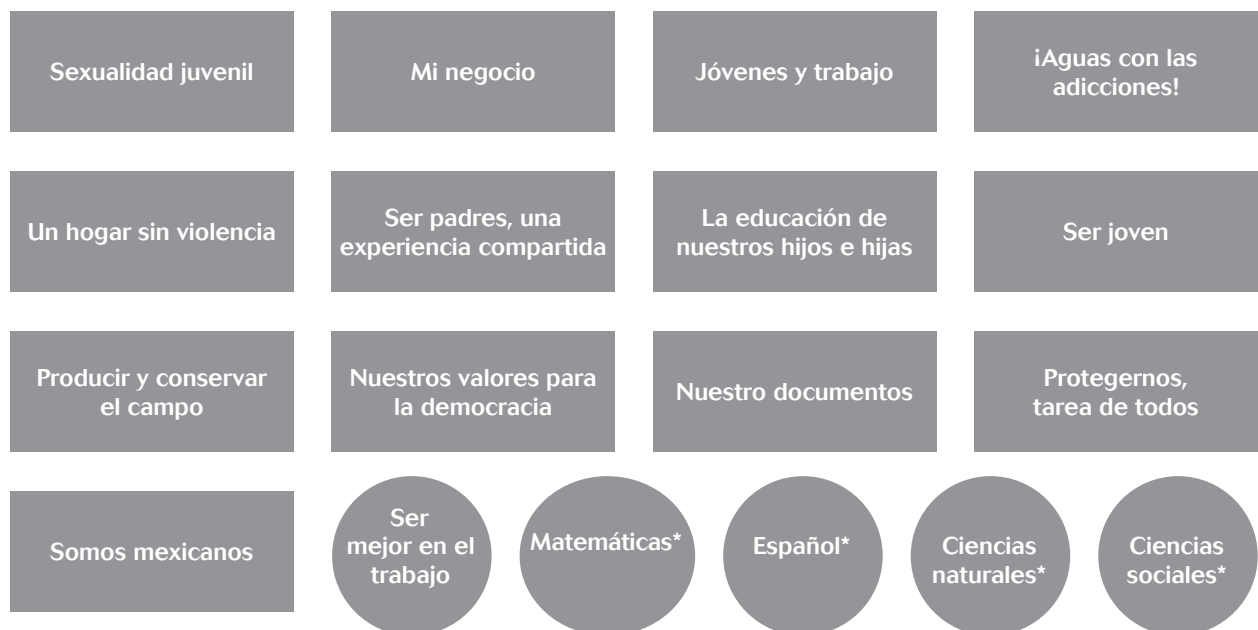 Sexualidad juvenil
Mi negocio
Jóvenes y trabajo
¡Aguas con las
adicciones!
Un hogar sin violencia
Ser padres, una
experiencia compartida
La educación de
nuestros hijos e hijas
Ser joven
Producir y conservar
el campo
Nuestros valores para
la democracia
Nuestro documentos
Protegernos,
tarea de todos
Somos mexicanos
Ser
mejor en el
trabajo
Matemáticas*
Español*
Ciencias
naturales*
Ciencias
sociales*